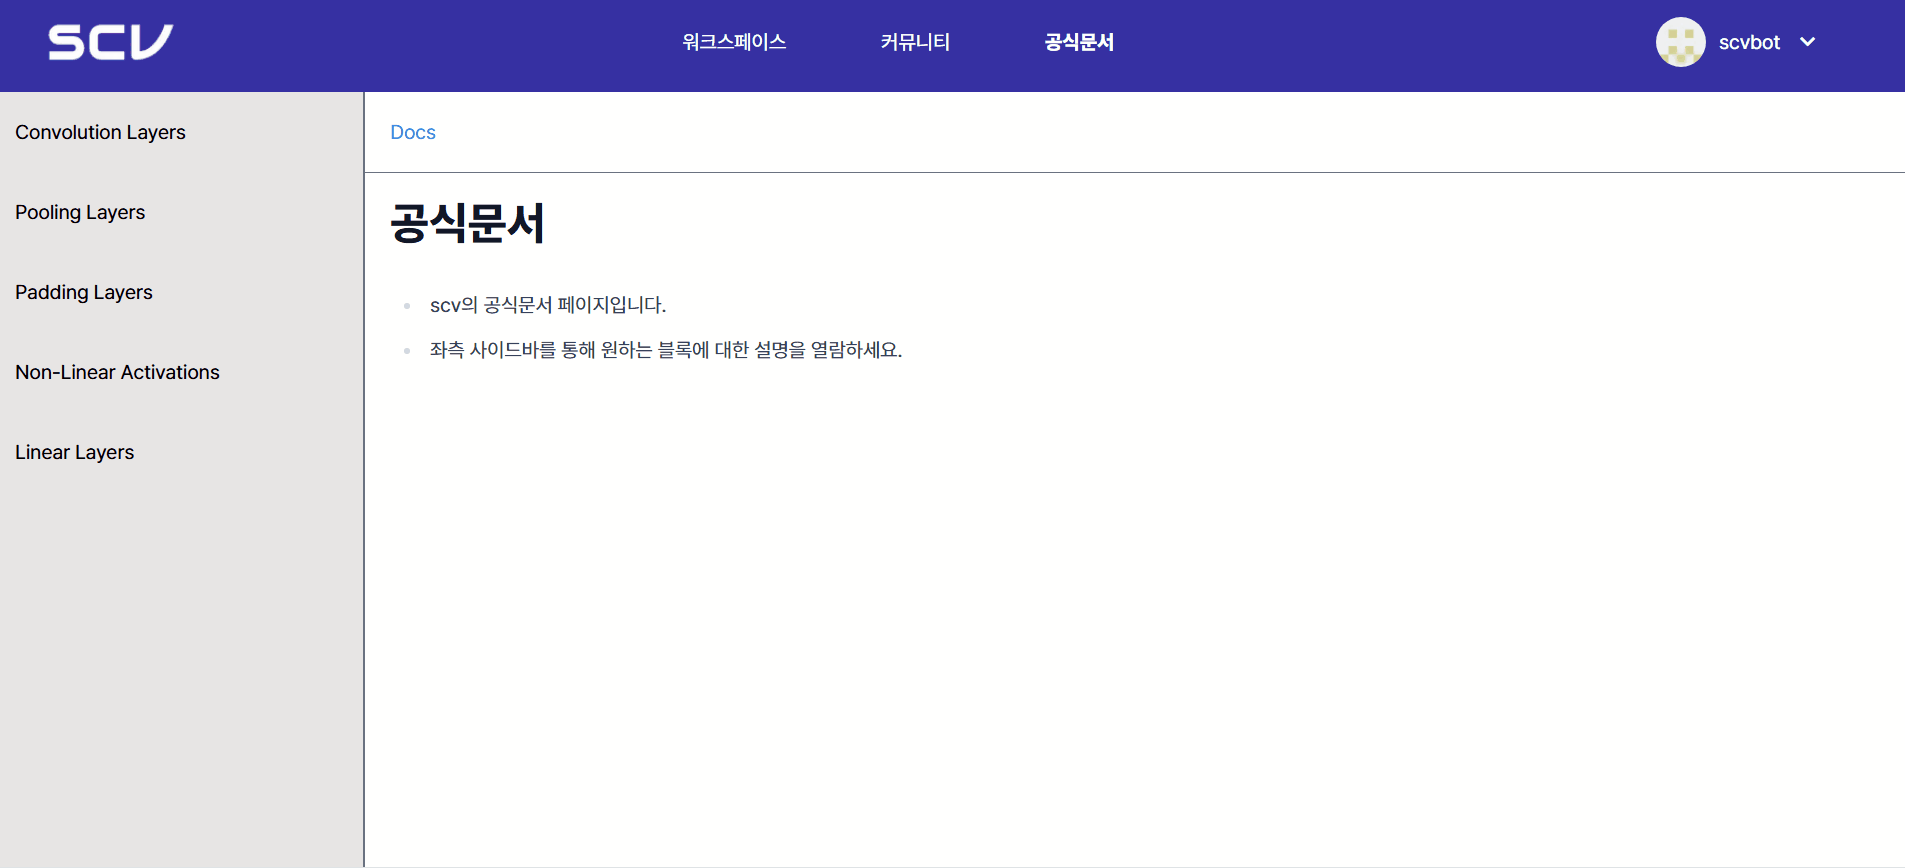 SCV
워크스페이스
커뮤니티
공식문서
scvbot
Convolution Layers
Pooling Layers
Padding Layers
Non-Linear Activations
Linear Layers
Docs
공식문서
scv의 공식문서 페이지입니다.
좌측 사이드바를 통해 원하는 블록에 대한 설명을 열람하세요.